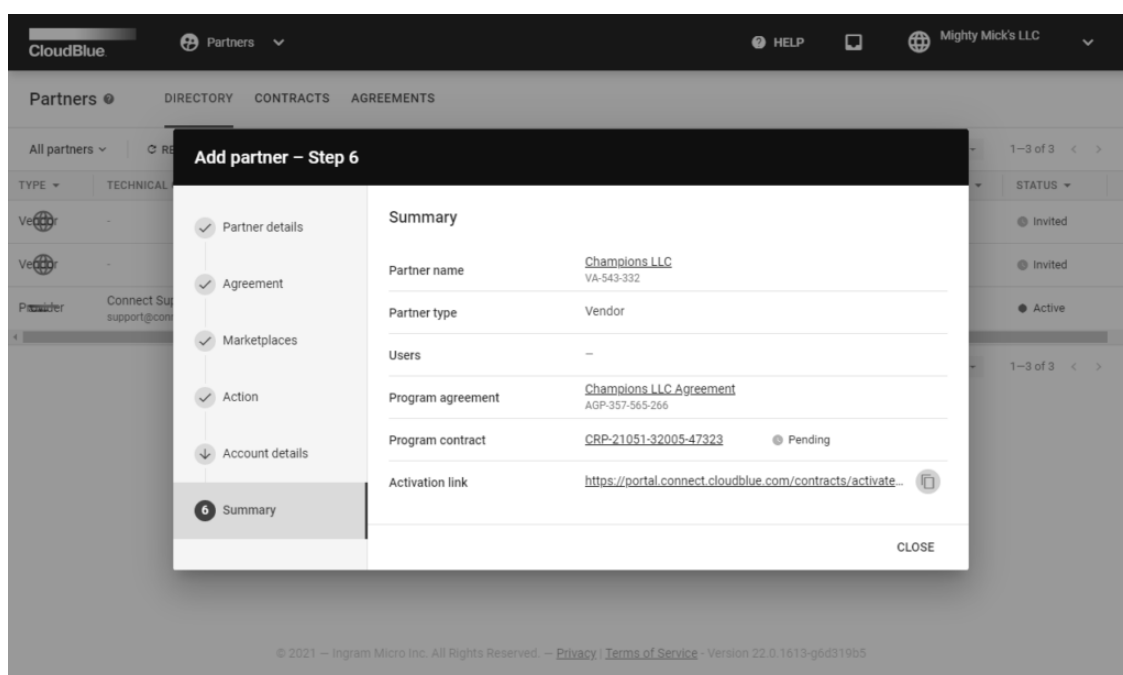 CloudBlue
Partners
HELP
Mighty Mick's LLC
Partners
DIRECTORY CONTRACTS AGREEMENTS
All partners
1–3 of 3
Add partner – Step 6
TYPE TECHNICAL
STATUS
Invited
Invited
Connect
Active
1–3 of 3
Partner details
Agreement
Marketplaces
Action
Account details
6 Summary
Summary
Partner name Champions LLC
VA-543-332
Partner type Vendor
Users –
Program agreement Champions LLC Agreement
AGP-357-565-266
Program contract CRP-21051-32005-47323 Pending
Activation link https://portal.connect.cloudblue.com/contracts/activate...
CLOSE
© 2021 – Ingram Micro Inc. All Rights Reserved. – Privacy | Terms of Service - Version 22.0.1613-g6d319b5